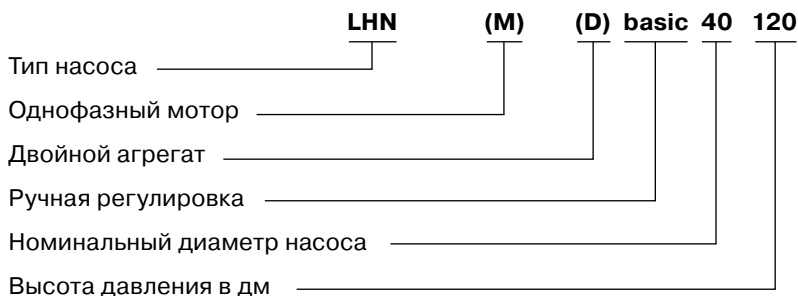 LHN (M) (D) basic 40 120
Тип насоса
Однофазный мотор
Двойной агрегат
Ручная регулировка
Номинальный диаметр насоса
Высота давления в дм